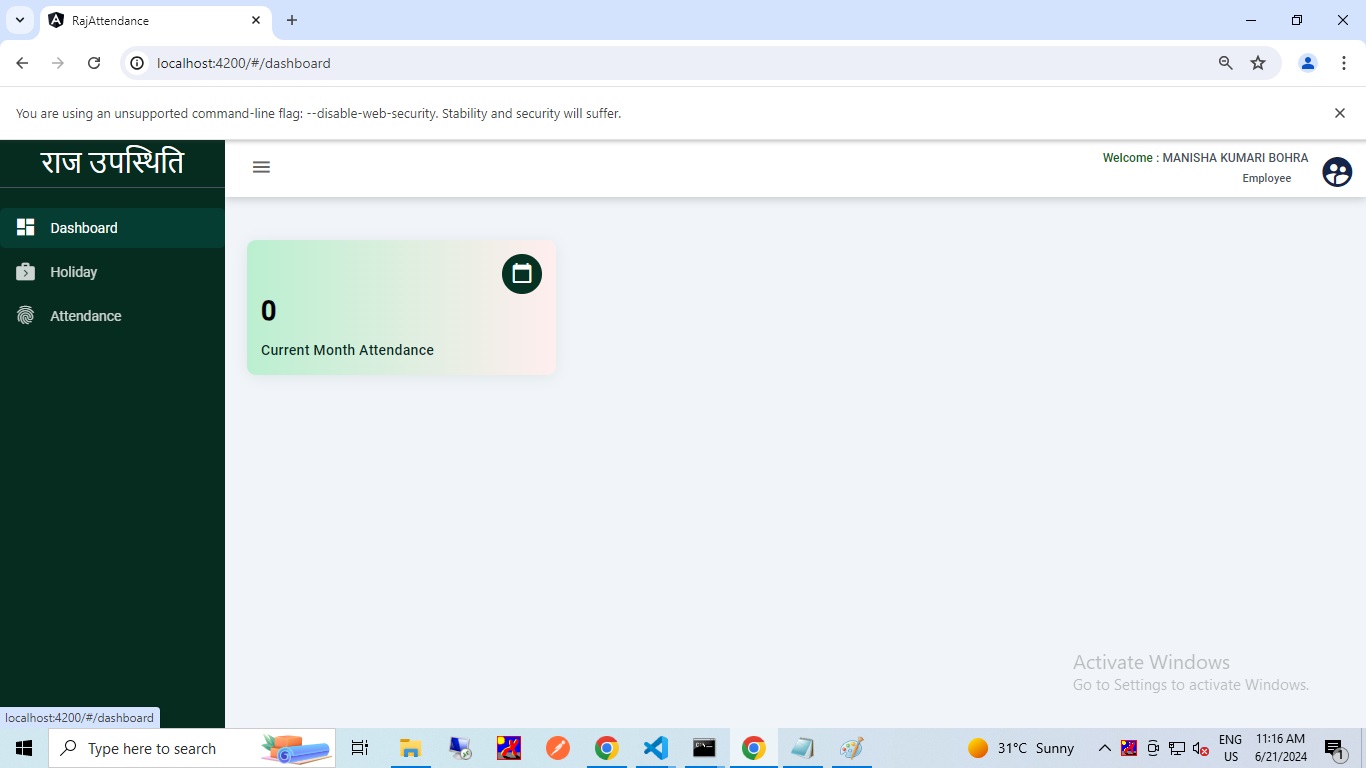 RajAttendance
localhost:4200/#/dashboard
You are using an unsupported command-line flag: --disable-web-security. Stability and security will suffer.
राज उपस्थिति
Welcome : MANISHA KUMARI BOHRA
Employee
Dashboard
Holiday
Attendance
0
Current Month Attendance
Activate Windows
Go to Settings to activate Windows.
localhost:4200/#/dashboard
Type here to search
31°C Sunny
ENG
US
11:16 AM
6/21/2024
1